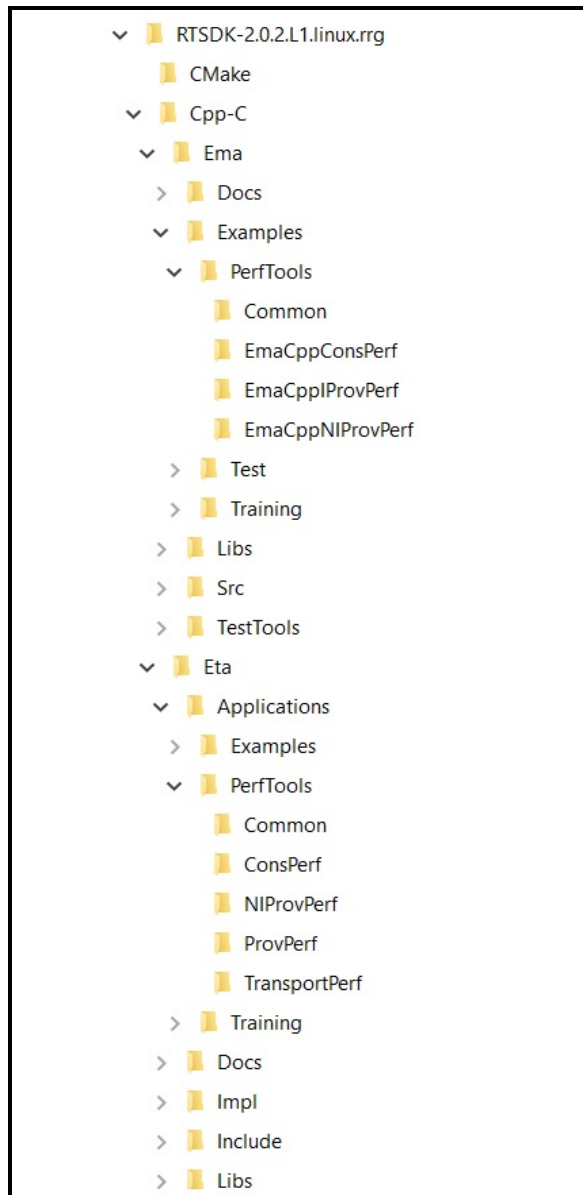 RTSDK-2.0.2.L1.linux.rrg
CMake
Cpp-C
Ema
Docs
Examples
PerfTools
Common
EmaCppConsPerf
EmaCppIProvPerf
EmaCppNIProvPerf
Test
Training
Libs
Src
TestTools
Eta
Applications
Examples
PerfTools
Common
ConsPerf
NIProvPerf
ProvPerf
TransportPerf
Training
Docs
Impl
Include
Libs